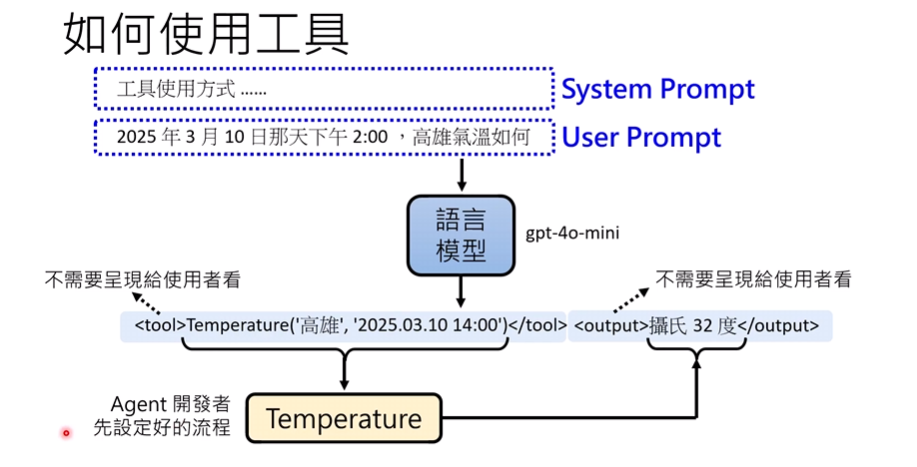 如何使用工具
工具使用方式 ......
System Prompt
2025 年 3 月 10 日那天下午 2:00 ，高雄氣溫如何
User Prompt
語言
模型
gpt-4o-mini
不需要呈現給使用者看
不需要呈現給使用者看
<tool>Temperature('高雄', '2025.03.10 14:00')</tool>
<output>攝氏 32 度</output>
Agent 開發者
先設定好的流程
Temperature